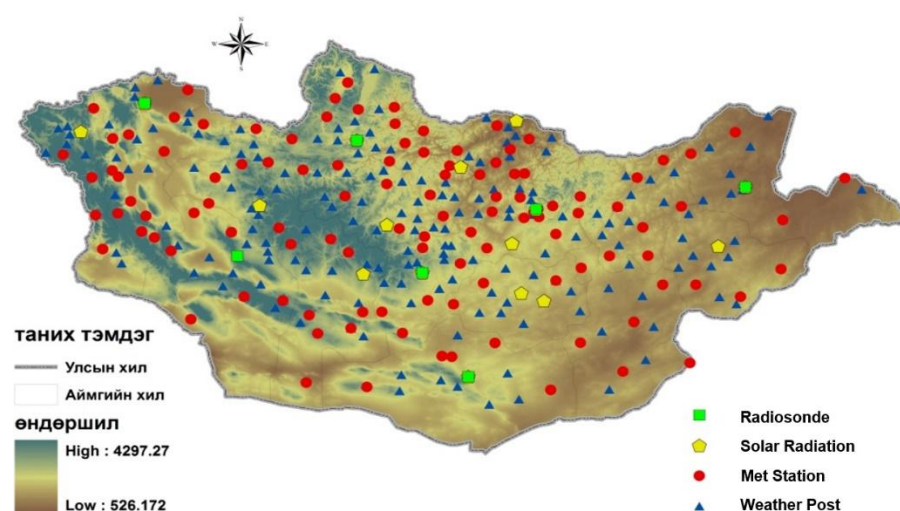 N
W
E
S
таних тэмдэг
Улсын хил
Аймгийн хил
өндөршил
High : 4297.27
Low : 526.172
Radiosonde
Solar Radiation
Met Station
Weather Post